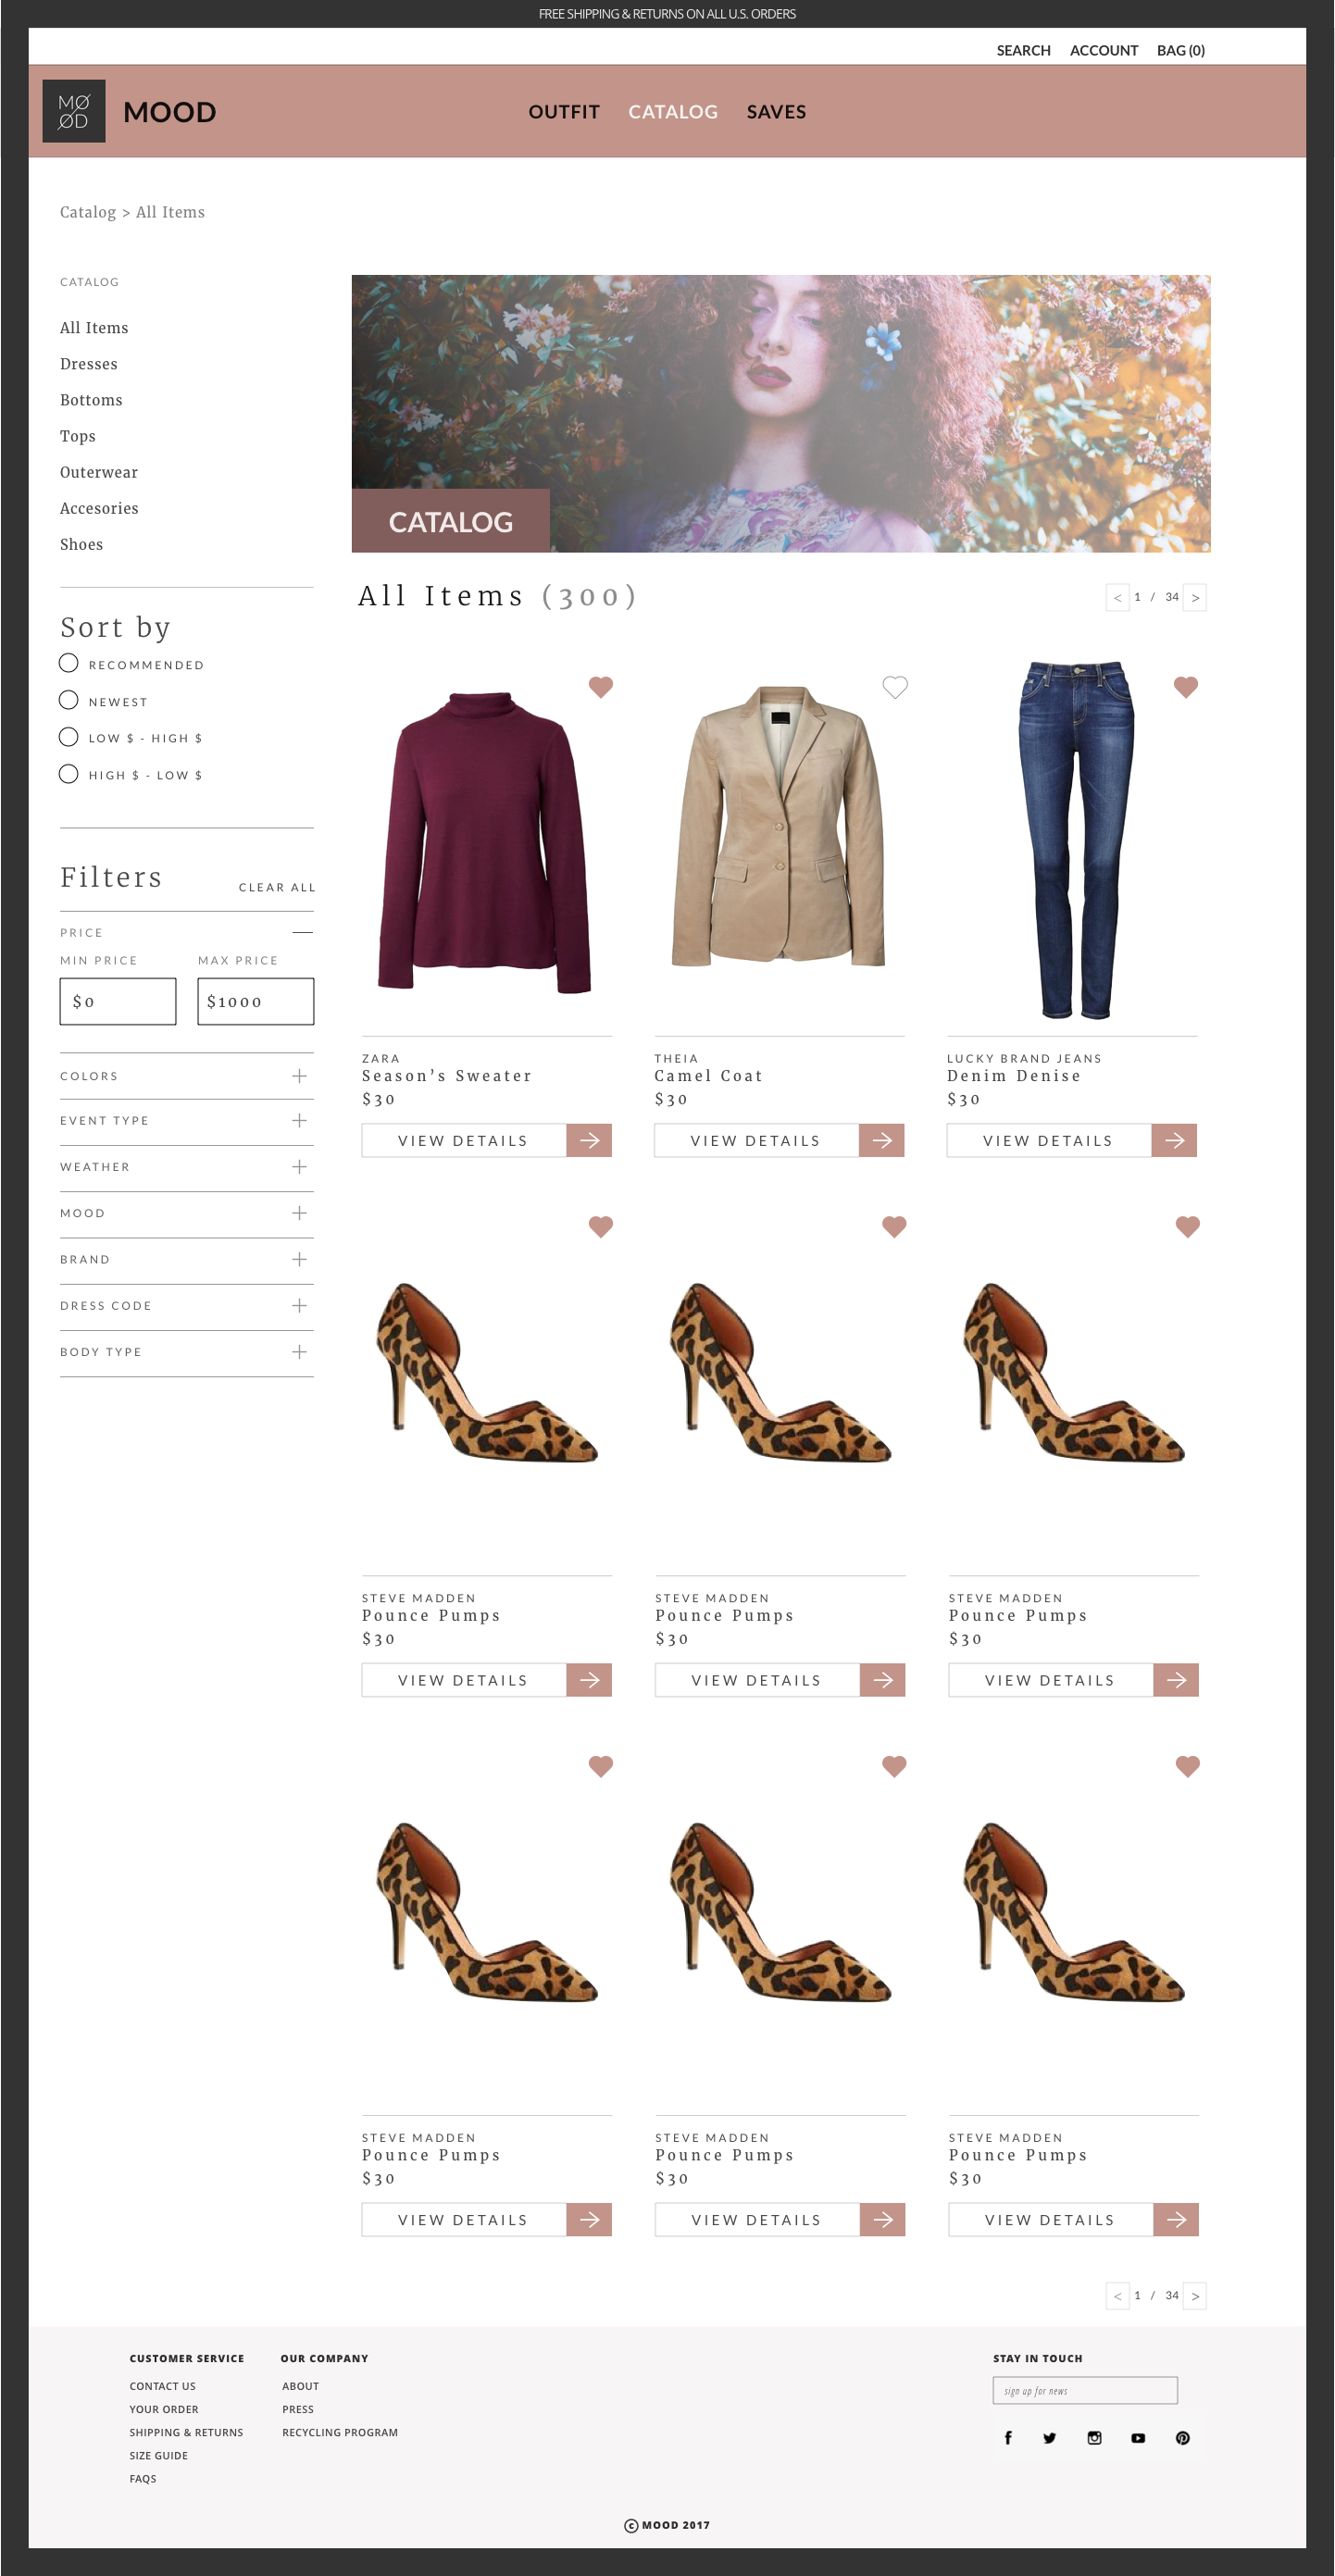 FREE SHIPPING & RETURNS ON ALL U.S. ORDERS
SEARCH ACCOUNT BAG (0)
MØ
ØD
MOOD
OUTFIT CATALOG SAVES
Catalog > All Items
CATALOG
All Items
Dresses
Bottoms
Tops
Outerwear
Accesories
Shoes
Sort by
RECOMMENDED
NEWEST
LOW $ - HIGH $
HIGH $ - LOW $
Filters
CLEAR ALL
PRICE
MIN PRICE MAX PRICE
$0 $1000
COLORS
EVENT TYPE
WEATHER
MOOD
BRAND
DRESS CODE
BODY TYPE
CATALOG
All Items (300)
< 1 / 34 >
ZARA
Season’s Sweater
$30
VIEW DETAILS
THEIA
Camel Coat
$30
VIEW DETAILS
LUCKY BRAND JEANS
Denim Denise
$30
VIEW DETAILS
STEVE MADDEN
Pounce Pumps
$30
VIEW DETAILS
STEVE MADDEN
Pounce Pumps
$30
VIEW DETAILS
STEVE MADDEN
Pounce Pumps
$30
VIEW DETAILS
STEVE MADDEN
Pounce Pumps
$30
VIEW DETAILS
STEVE MADDEN
Pounce Pumps
$30
VIEW DETAILS
STEVE MADDEN
Pounce Pumps
$30
VIEW DETAILS
< 1 / 34 >
CUSTOMER SERVICE
CONTACT US
YOUR ORDER
SHIPPING & RETURNS
SIZE GUIDE
FAQS
OUR COMPANY
ABOUT
PRESS
RECYCLING PROGRAM
STAY IN TOUCH
sign up for news
© MOOD 2017